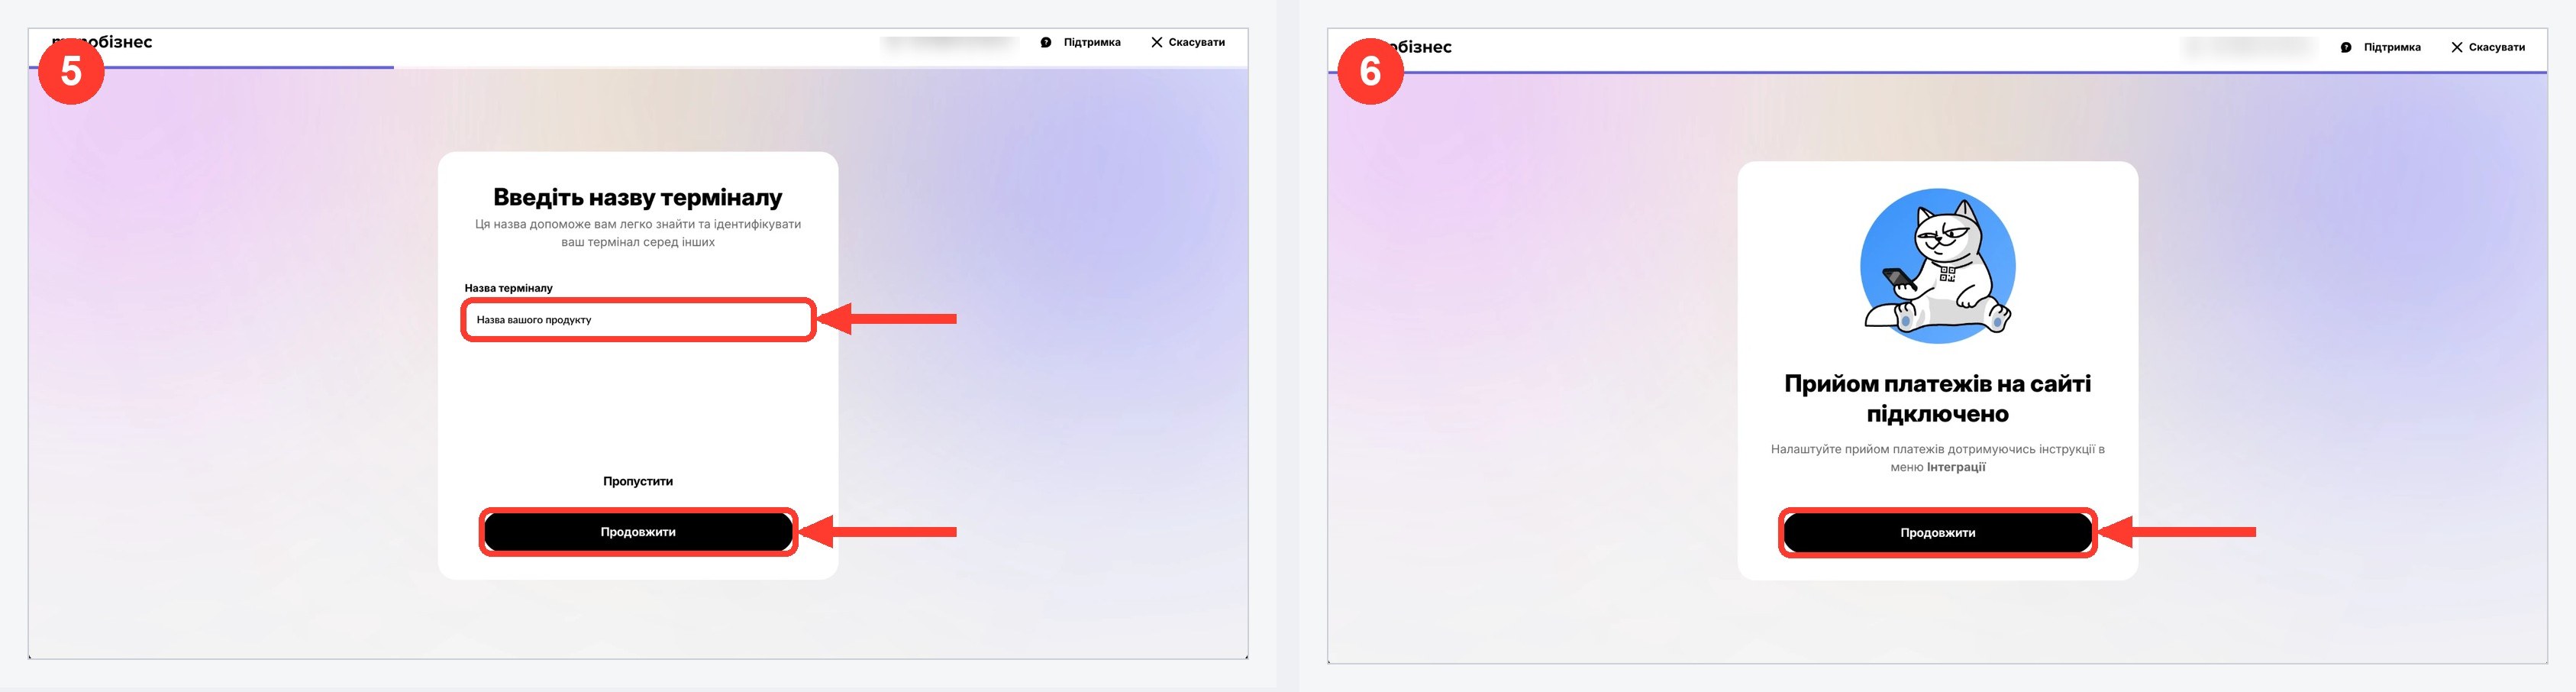 5
обізнес
Підтримка
Скасувати
Введіть назву терміналу
Ця назва допоможе вам легко знайти та ідентифікувати
ваш термінал серед інших
Назва терміналу
Назва вашого продукту
Пропустити
Продовжити
6
обізнес
Підтримка
Скасувати
Прийом платежів на сайті
підключено
Налаштуйте прийом платежів дотримуючись інструкції в
меню Інтеграції
Продовжити